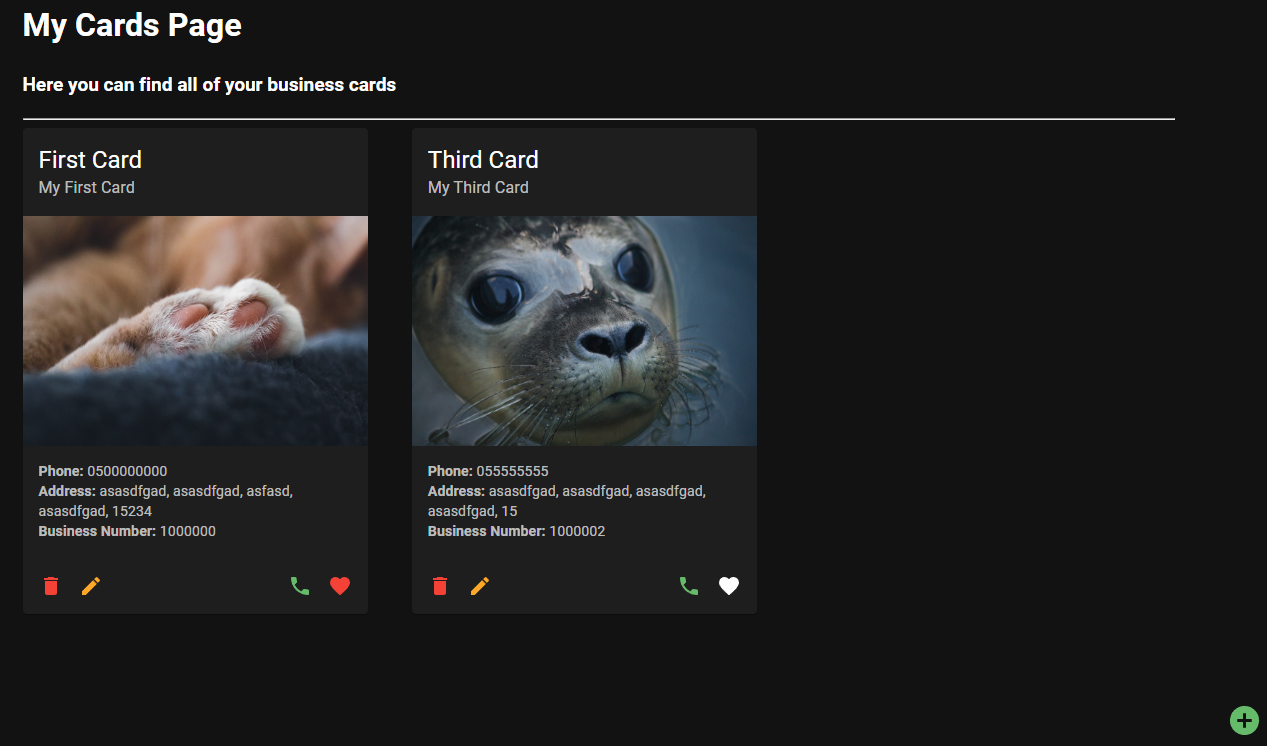 My Cards Page
Here you can find all of your business cards
First Card
My First Card
Phone: 0500000000
Address: asasdfgad, asasdfgad, asfasd,
asasdfgad, 15234
Business Number: 1000000
Third Card
My Third Card
Phone: 055555555
Address: asasdfgad, asasdfgad, asasdfgad,
asasdfgad, 15
Business Number: 1000002